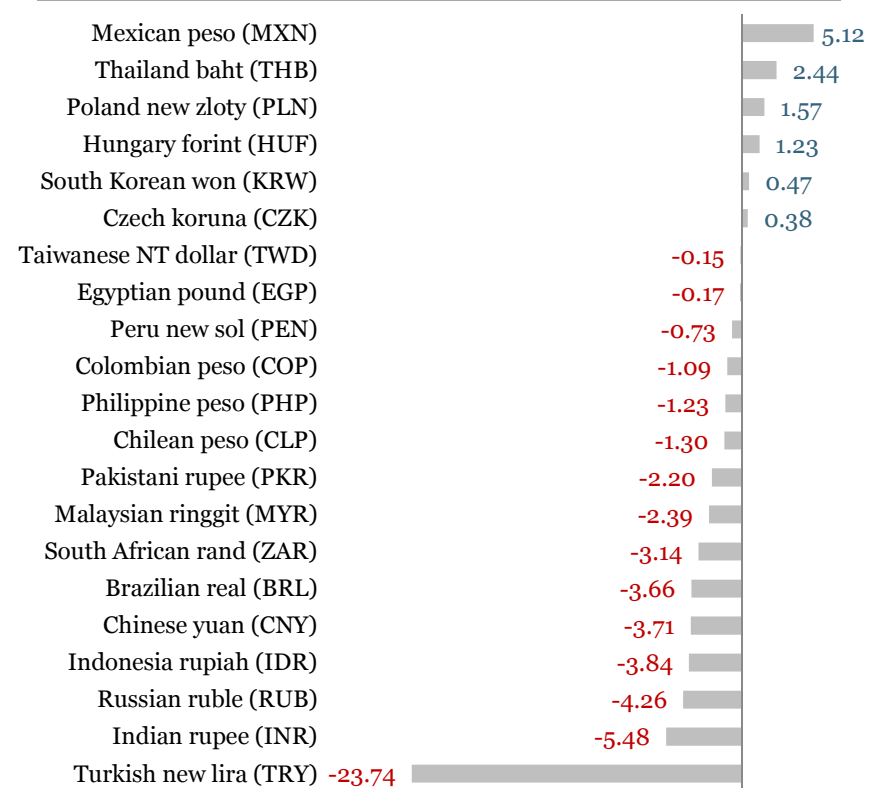 Mexican peso (MXN) 5.12
Thailand baht (THB) 2.44
Poland new zloty (PLN) 1.57
Hungary forint (HUF) 1.23
South Korean won (KRW) 0.47
Czech koruna (CZK) 0.38
Taiwanese NT dollar (TWD) -0.15
Egyptian pound (EGP) -0.17
Peru new sol (PEN) -0.73
Colombian peso (COP) -1.09
Philippine peso (PHP) -1.23
Chilean peso (CLP) -1.30
Pakistani rupee (PKR) -2.20
Malaysian ringgit (MYR) -2.39
South African rand (ZAR) -3.14
Brazilian real (BRL) -3.66
Chinese yuan (CNY) -3.71
Indonesia rupiah (IDR) -3.84
Russian ruble (RUB) -4.26
Indian rupee (INR) -5.48
Turkish new lira (TRY) -23.74